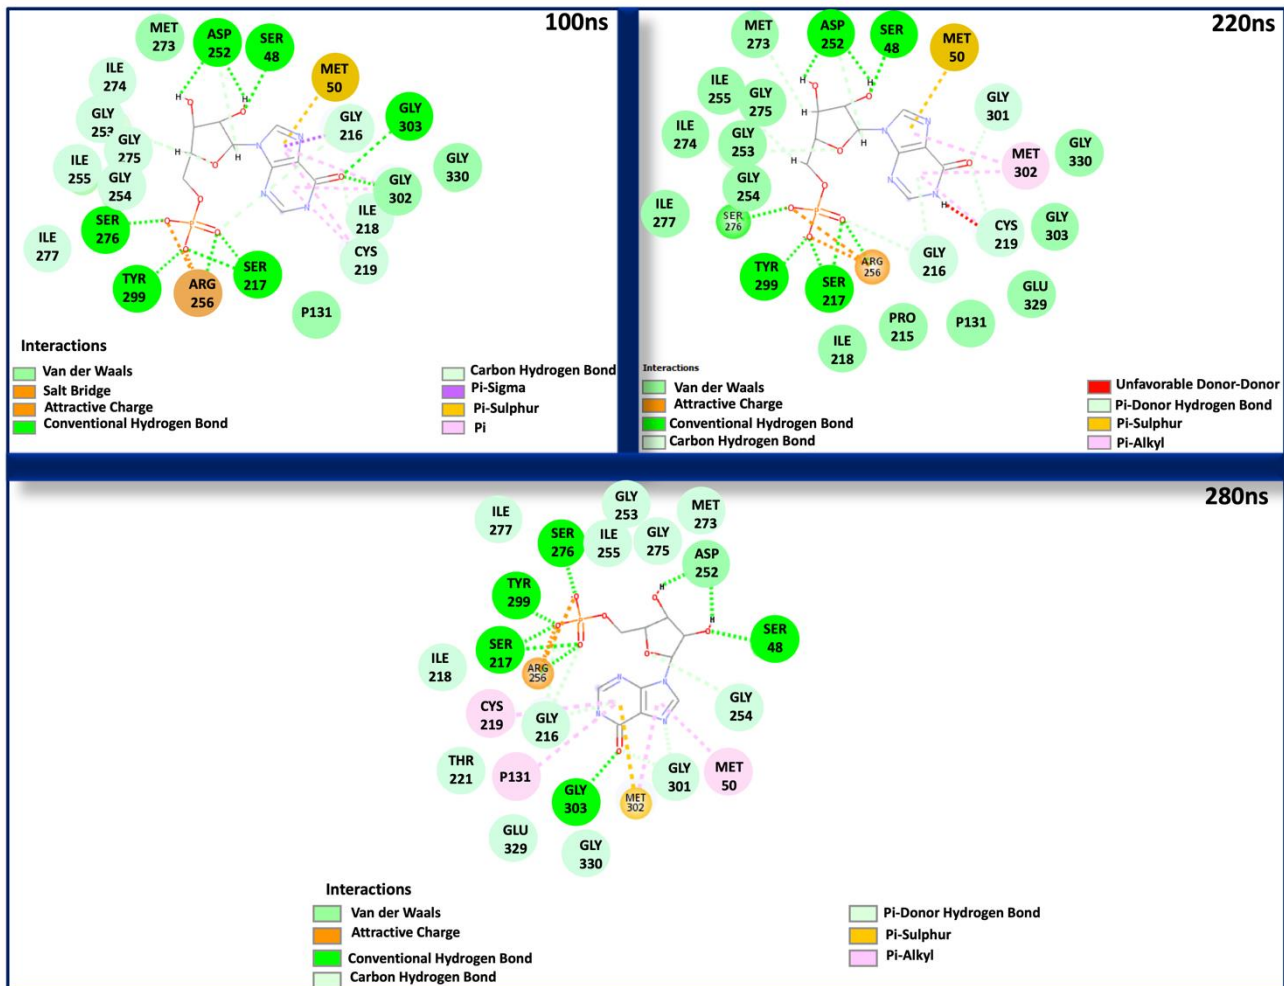 100ns
MET
273
ASP
252
SER
48
ILE
274
MET
50
GLY
253
GLY
216
GLY
303
GLY
275
ILE
255
GLY
254
GLY
330
GLY
302
SER
276
ILE
218
ILE
277
CYS
219
TYR
299
ARG
256
SER
217
P131
H
H
H
H
O
O
O
O
O
O
O
O
P
N
N
N
N
Interactions
Van der Waals
Salt Bridge
Attractive Charge
Conventional Hydrogen Bond
Carbon Hydrogen Bond
Pi-Sigma
Pi-Sulphur
Pi
220ns
MET
273
ASP
252
SER
48
MET
50
ILE
255
GLY
275
GLY
301
ILE
274
GLY
253
GLY
330
MET
302
GLY
254
ILE
277
SER
276
GLY
303
CYS
219
TYR
299
SER
217
ARG
256
GLY
216
GLU
329
PRO
215
P131
ILE
218
H
H
H
H
H
O
O
O
O
O
O
O
O
P
N
N
N
N
Interactions
Van der Waals
Attractive Charge
Conventional Hydrogen Bond
Carbon Hydrogen Bond
Unfavorable Donor-Donor
Pi-Donor Hydrogen Bond
Pi-Sulphur
Pi-Alkyl
280ns
ILE
277
GLY
253
MET
273
SER
276
ILE
255
GLY
275
ASP
252
TYR
299
SER
217
SER
48
ILE
218
ARG
256
CYS
219
GLY
216
GLY
254
THR
221
P131
GLY
301
MET
50
GLY
303
MET
302
GLU
329
GLY
330
H
H
O
O
O
O
O
O
O
O
P
N
N
N
N
Interactions
Van der Waals
Attractive Charge
Conventional Hydrogen Bond
Carbon Hydrogen Bond
Pi-Donor Hydrogen Bond
Pi-Sulphur
Pi-Alkyl